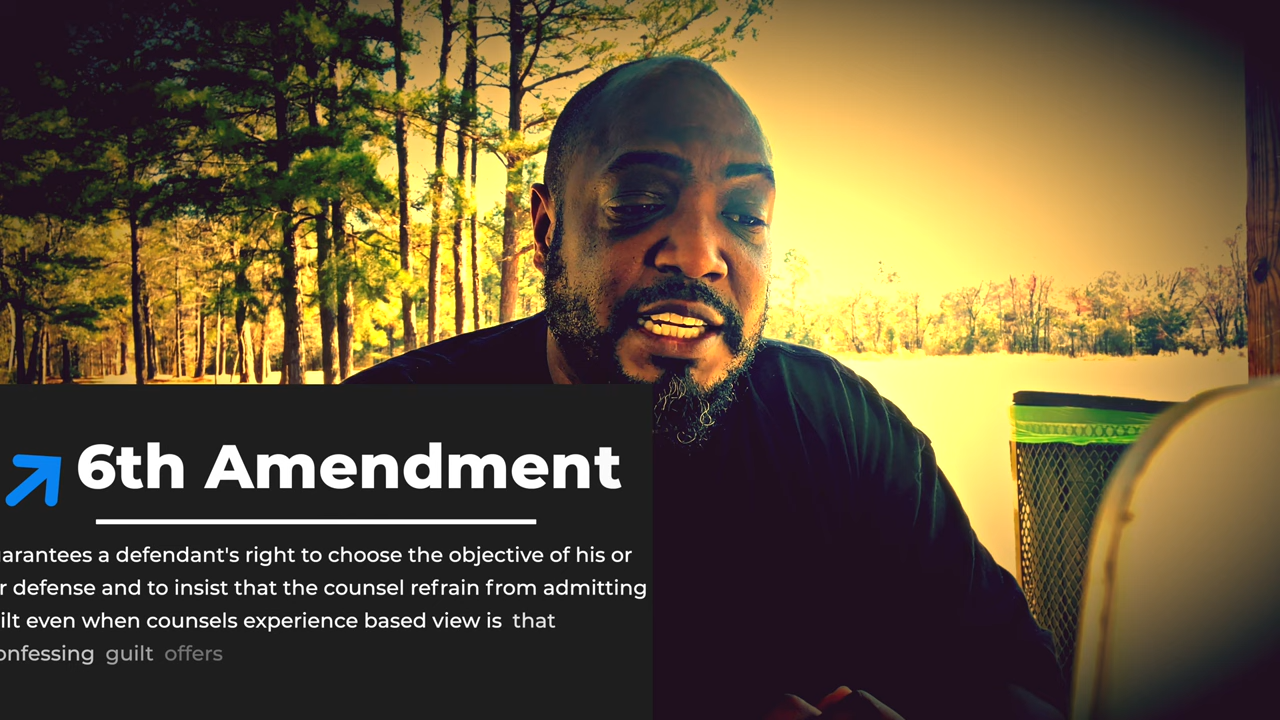 6th Amendment
arantees a defendant's right to choose the objective of his or
r defense and to insist that the counsel refrain from admitting
ilt even when counsels experience based view is that
onfessing guilt offers